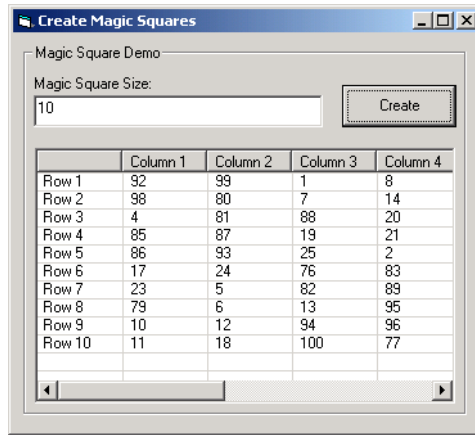 Create Magic Squares
Magic Square Demo
Magic Square Size:
10
Create
Column 1 Column 2 Column 3 Column 4
Row 1 92 99 1 8
Row 2 98 80 7 14
Row 3 4 81 88 20
Row 4 85 87 19 21
Row 5 86 93 25 2
Row 6 17 24 76 83
Row 7 23 5 82 89
Row 8 79 6 13 95
Row 9 10 12 94 96
Row 10 11 18 100 77